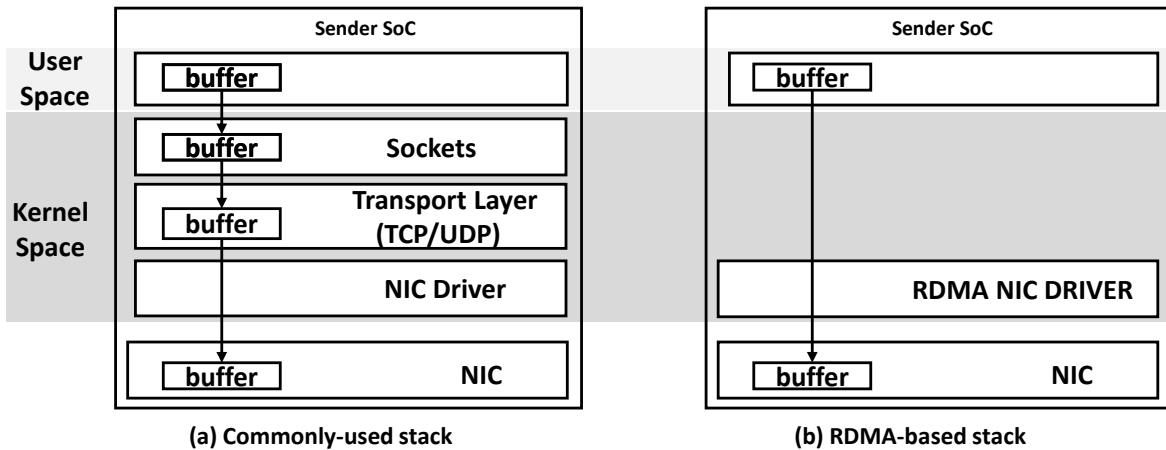 Sender SoC
User
Space
buffer
buffer
Sockets
Kernel
Space
Transport Layer
(TCP/UDP)
buffer
NIC Driver
buffer
NIC
(a) Commonly-used stack
Sender SoC
buffer
RDMA NIC DRIVER
buffer
NIC
(b) RDMA-based stack